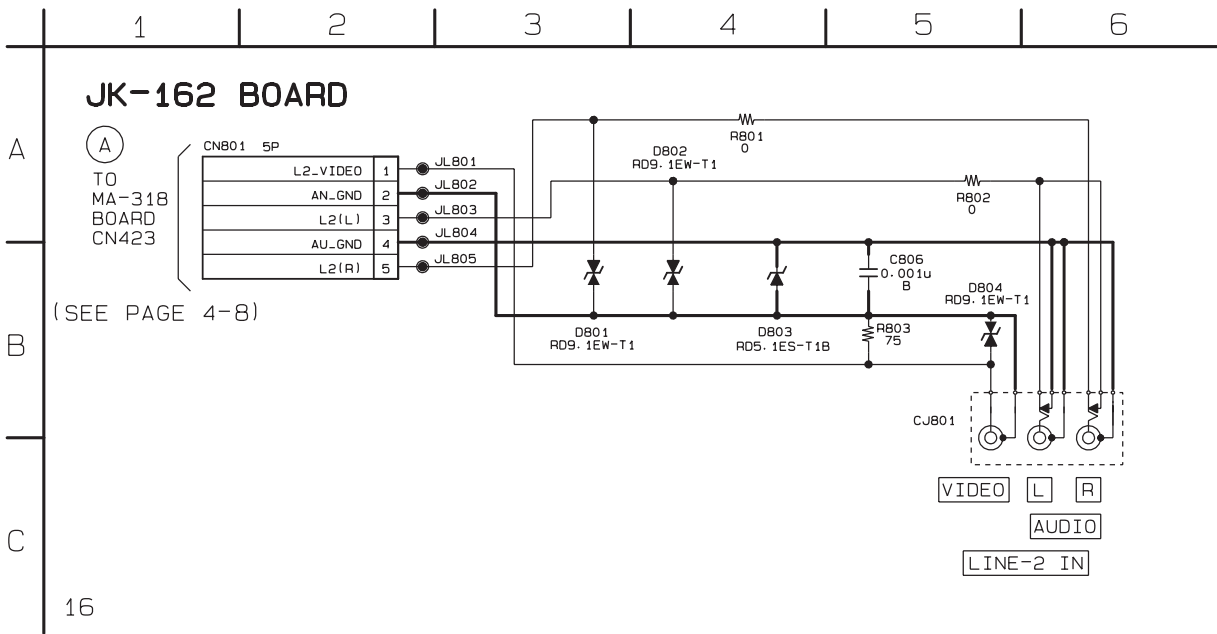 1 2 3 4 5 6
JK-162 BOARD
A
A
TO
MA-318
BOARD
CN423
(SEE PAGE 4-8)
CN801 5P
L2_VIDEO 1
AN_GND 2
L2(L) 3
AU_GND 4
L2(R) 5
JL801
JL802
JL803
JL804
JL805
R801
0
D802
RD9.1EW-T1
R802
0
B
C806
0.001u
B
D804
RD9.1EW-T1
D801
RD9.1EW-T1
D803
RD5.1ES-T1B
R803
75
CJ801
VIDEO L R
AUDIO
LINE-2 IN
C
16